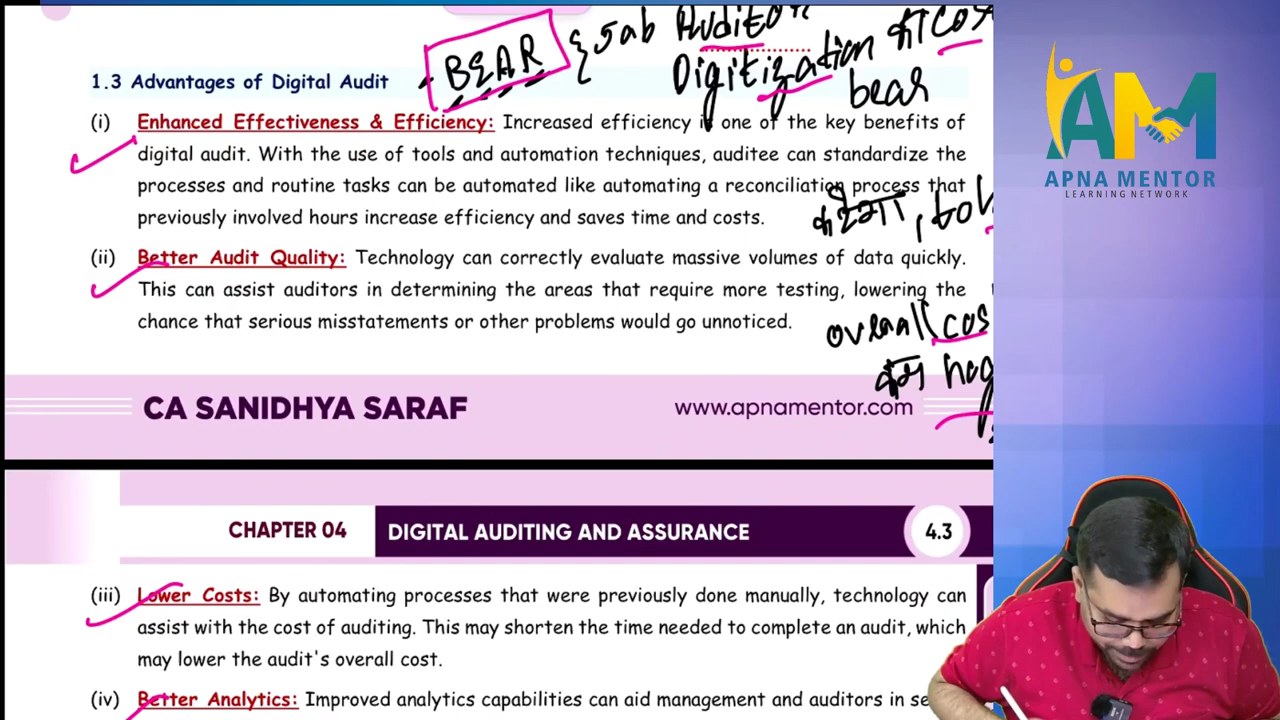 BEAR { जब Auditor
Digitization का cos
bear
1.3 Advantages of Digital Audit
(i) Enhanced Effectiveness & Efficiency: Increased efficiency is one of the key benefits of
digital audit. With the use of tools and automation techniques, auditee can standardize the
processes and routine tasks can be automated like automating a reconciliation process that
previously involved hours increase efficiency and saves time and costs.
करेगा,
(ii) Better Audit Quality: Technology can correctly evaluate massive volumes of data quickly.
This can assist auditors in determining the areas that require more testing, lowering the
chance that serious misstatements or other problems would go unnoticed.
overall cos
कम
CA SANIDHYA SARAF
www.apnamentor.com
CHAPTER 04
DIGITAL AUDITING AND ASSURANCE
4.3
(iii) Lower Costs: By automating processes that were previously done manually, technology can
assist with the cost of auditing. This may shorten the time needed to complete an audit, which
may lower the audit's overall cost.
(iv) Better Analytics: Improved analytics capabilities can aid management and auditors in se
AM
APNA MENTOR
LEARNING NETWORK